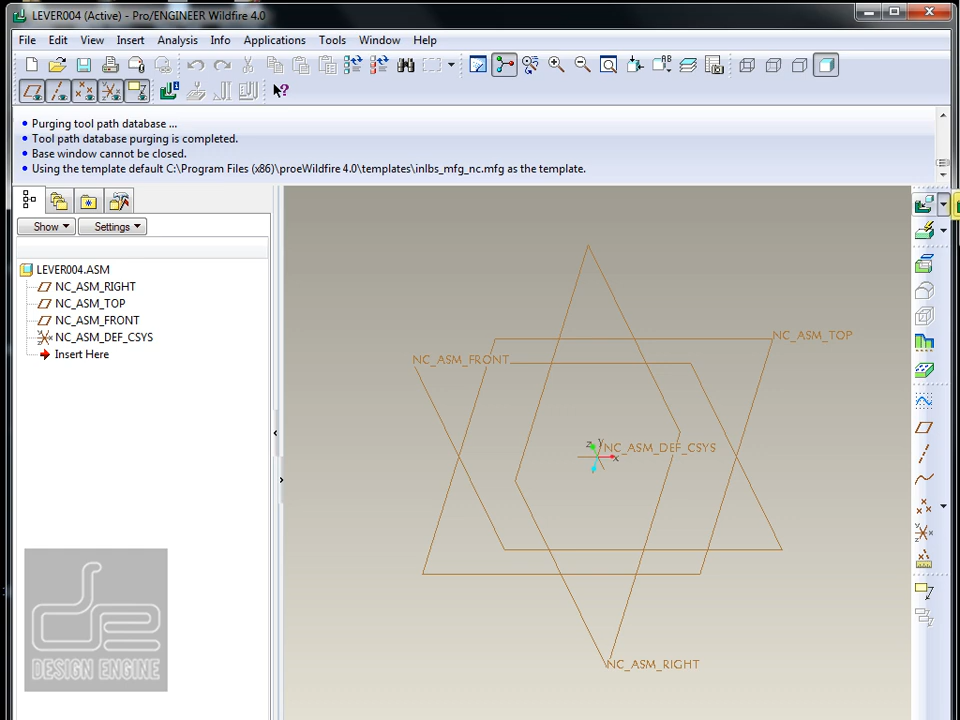 LEVER004 (Active) - Pro/ENGINEER Wildfire 4.0
File Edit View Insert Analysis Info Applications Tools Window Help
Purging tool path database ...
Tool path database purging is completed.
Base window cannot be closed.
Using the template default C:\Program Files (x86)\proeWildfire 4.0\templates\inlbs_mfg_nc.mfg as the template.
Show Settings
LEVER004.ASM
NC_ASM_RIGHT
NC_ASM_TOP
NC_ASM_FRONT
NC_ASM_DEF_CSYS
Insert Here
NC_ASM_TOP
NC_ASM_FRONT
Z Y
NC_ASM_DEF_CSYS
X
NC_ASM_RIGHT
de
DESIGN ENGINE